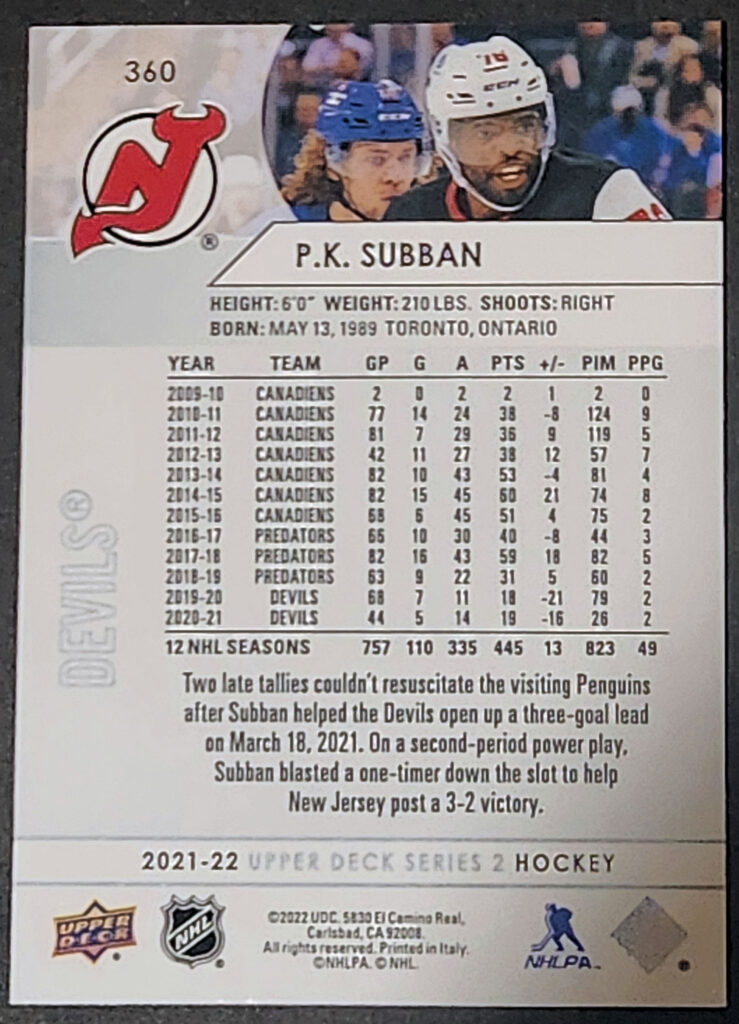 360
76
CCM
CCM
®
P.K. SUBBAN
HEIGHT: 6'0" WEIGHT: 210 LBS. SHOOTS: RIGHT
BORN: MAY 13, 1989 TORONTO, ONTARIO
YEAR TEAM GP G A PTS +/- PIM PPG
2009-10 CANADIENS 2 0 2 2 1 2 0
2010-11 CANADIENS 77 14 24 38 -8 124 9
2011-12 CANADIENS 81 7 29 36 9 119 5
2012-13 CANADIENS 42 11 27 38 12 57 7
2013-14 CANADIENS 82 10 43 53 -4 81 4
2014-15 CANADIENS 82 15 45 60 21 74 8
2015-16 CANADIENS 68 6 45 51 4 75 2
2016-17 PREDATORS 66 10 30 40 -8 44 3
2017-18 PREDATORS 82 16 43 59 18 82 5
2018-19 PREDATORS 63 9 22 31 5 60 2
2019-20 DEVILS 68 7 11 18 -21 79 2
2020-21 DEVILS 44 5 14 19 -16 26 2
12 NHL SEASONS 757 110 335 445 13 823 49
DEVILS®
Two late tallies couldn't resuscitate the visiting Penguins
after Subban helped the Devils open up a three-goal lead
on March 18, 2021. On a second-period power play,
Subban blasted a one-timer down the slot to help
New Jersey post a 3-2 victory.
2021-22 UPPER DECK SERIES 2 HOCKEY
UPPER
DECK
NHL
©2022 UDC. 5830 El Camino Real,
Carlsbad, CA 92008.
All rights reserved. Printed in Italy.
©NHLPA. © NHL.
NHLPA™